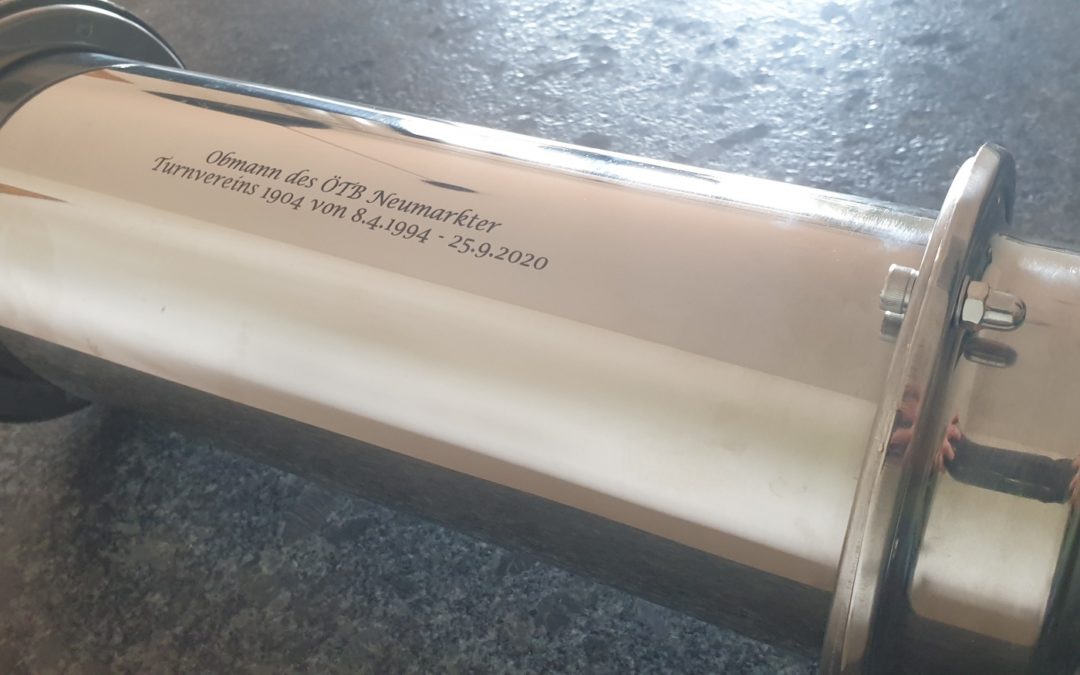 Obmann des ÖTB Neumarkter
Turnvereins 1904 von 8.4.1994 - 25.9.2020